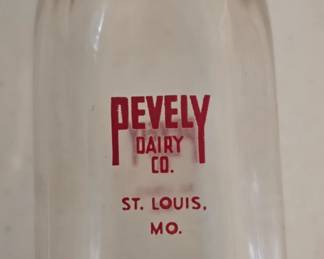 PEVELY
DAIRY
CO.
ST. LOUIS,
MO.